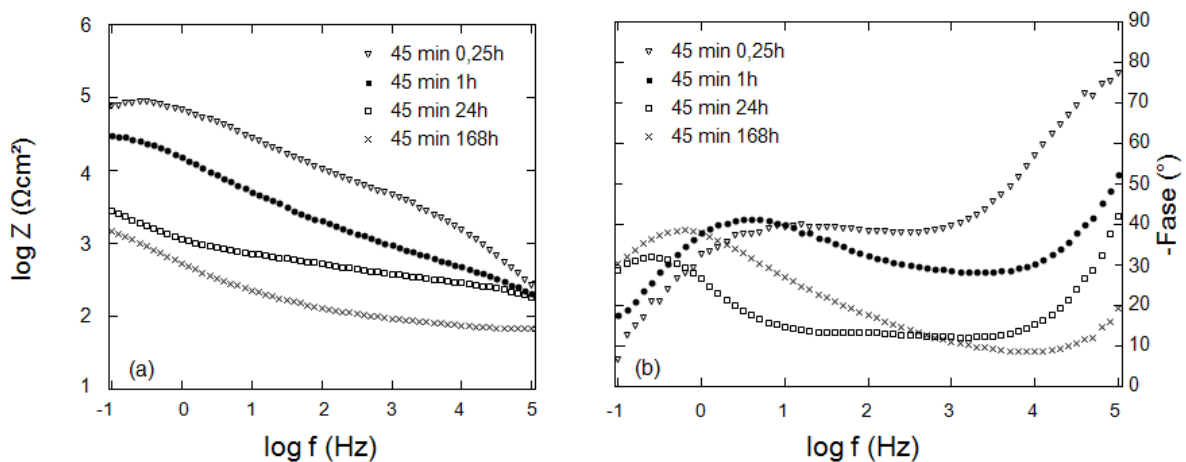 6
5
4
3
2
1
log Z (Ωcm²)
45 min 0,25h
45 min 1h
45 min 24h
45 min 168h
(a)
-1 0 1 2 3 4 5
log f (Hz)
45 min 0,25h
45 min 1h
45 min 24h
45 min 168h
(b)
-1 0 1 2 3 4 5
log f (Hz)
90
80
70
60
50
40
30
20
10
0
-Fase (°)